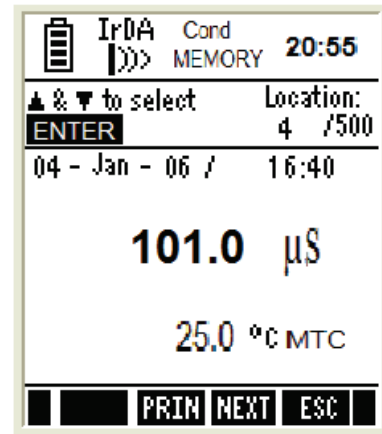 IrDA Cond 20:55
MEMORY
▲ & ▼ to select Location:
ENTER 4 /500
04 - Jan - 06 / 16:40
101.0 µS
25.0 ºC MTC
PRIN NEXT ESC